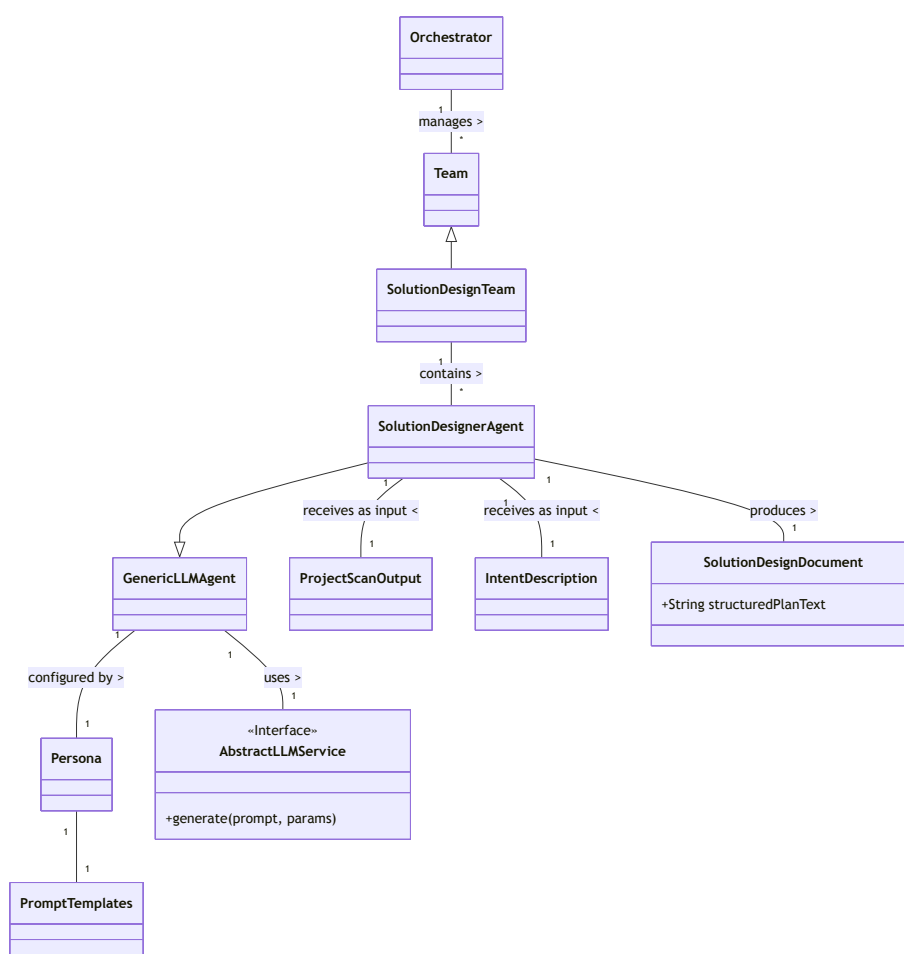 Orchestrator
1
manages >
*
Team
SolutionDesignTeam
1
contains >
*
SolutionDesignerAgent
1
1
1
receives as input <
receives as input <
produces >
1
1
1
GenericLLMAgent
ProjectScanOutput
IntentDescription
SolutionDesignDocument
+String structuredPlanText
1
1
configured by >
uses >
1
1
Persona
«Interface»
AbstractLLMService
+generate(prompt, params)
1
1
PromptTemplates